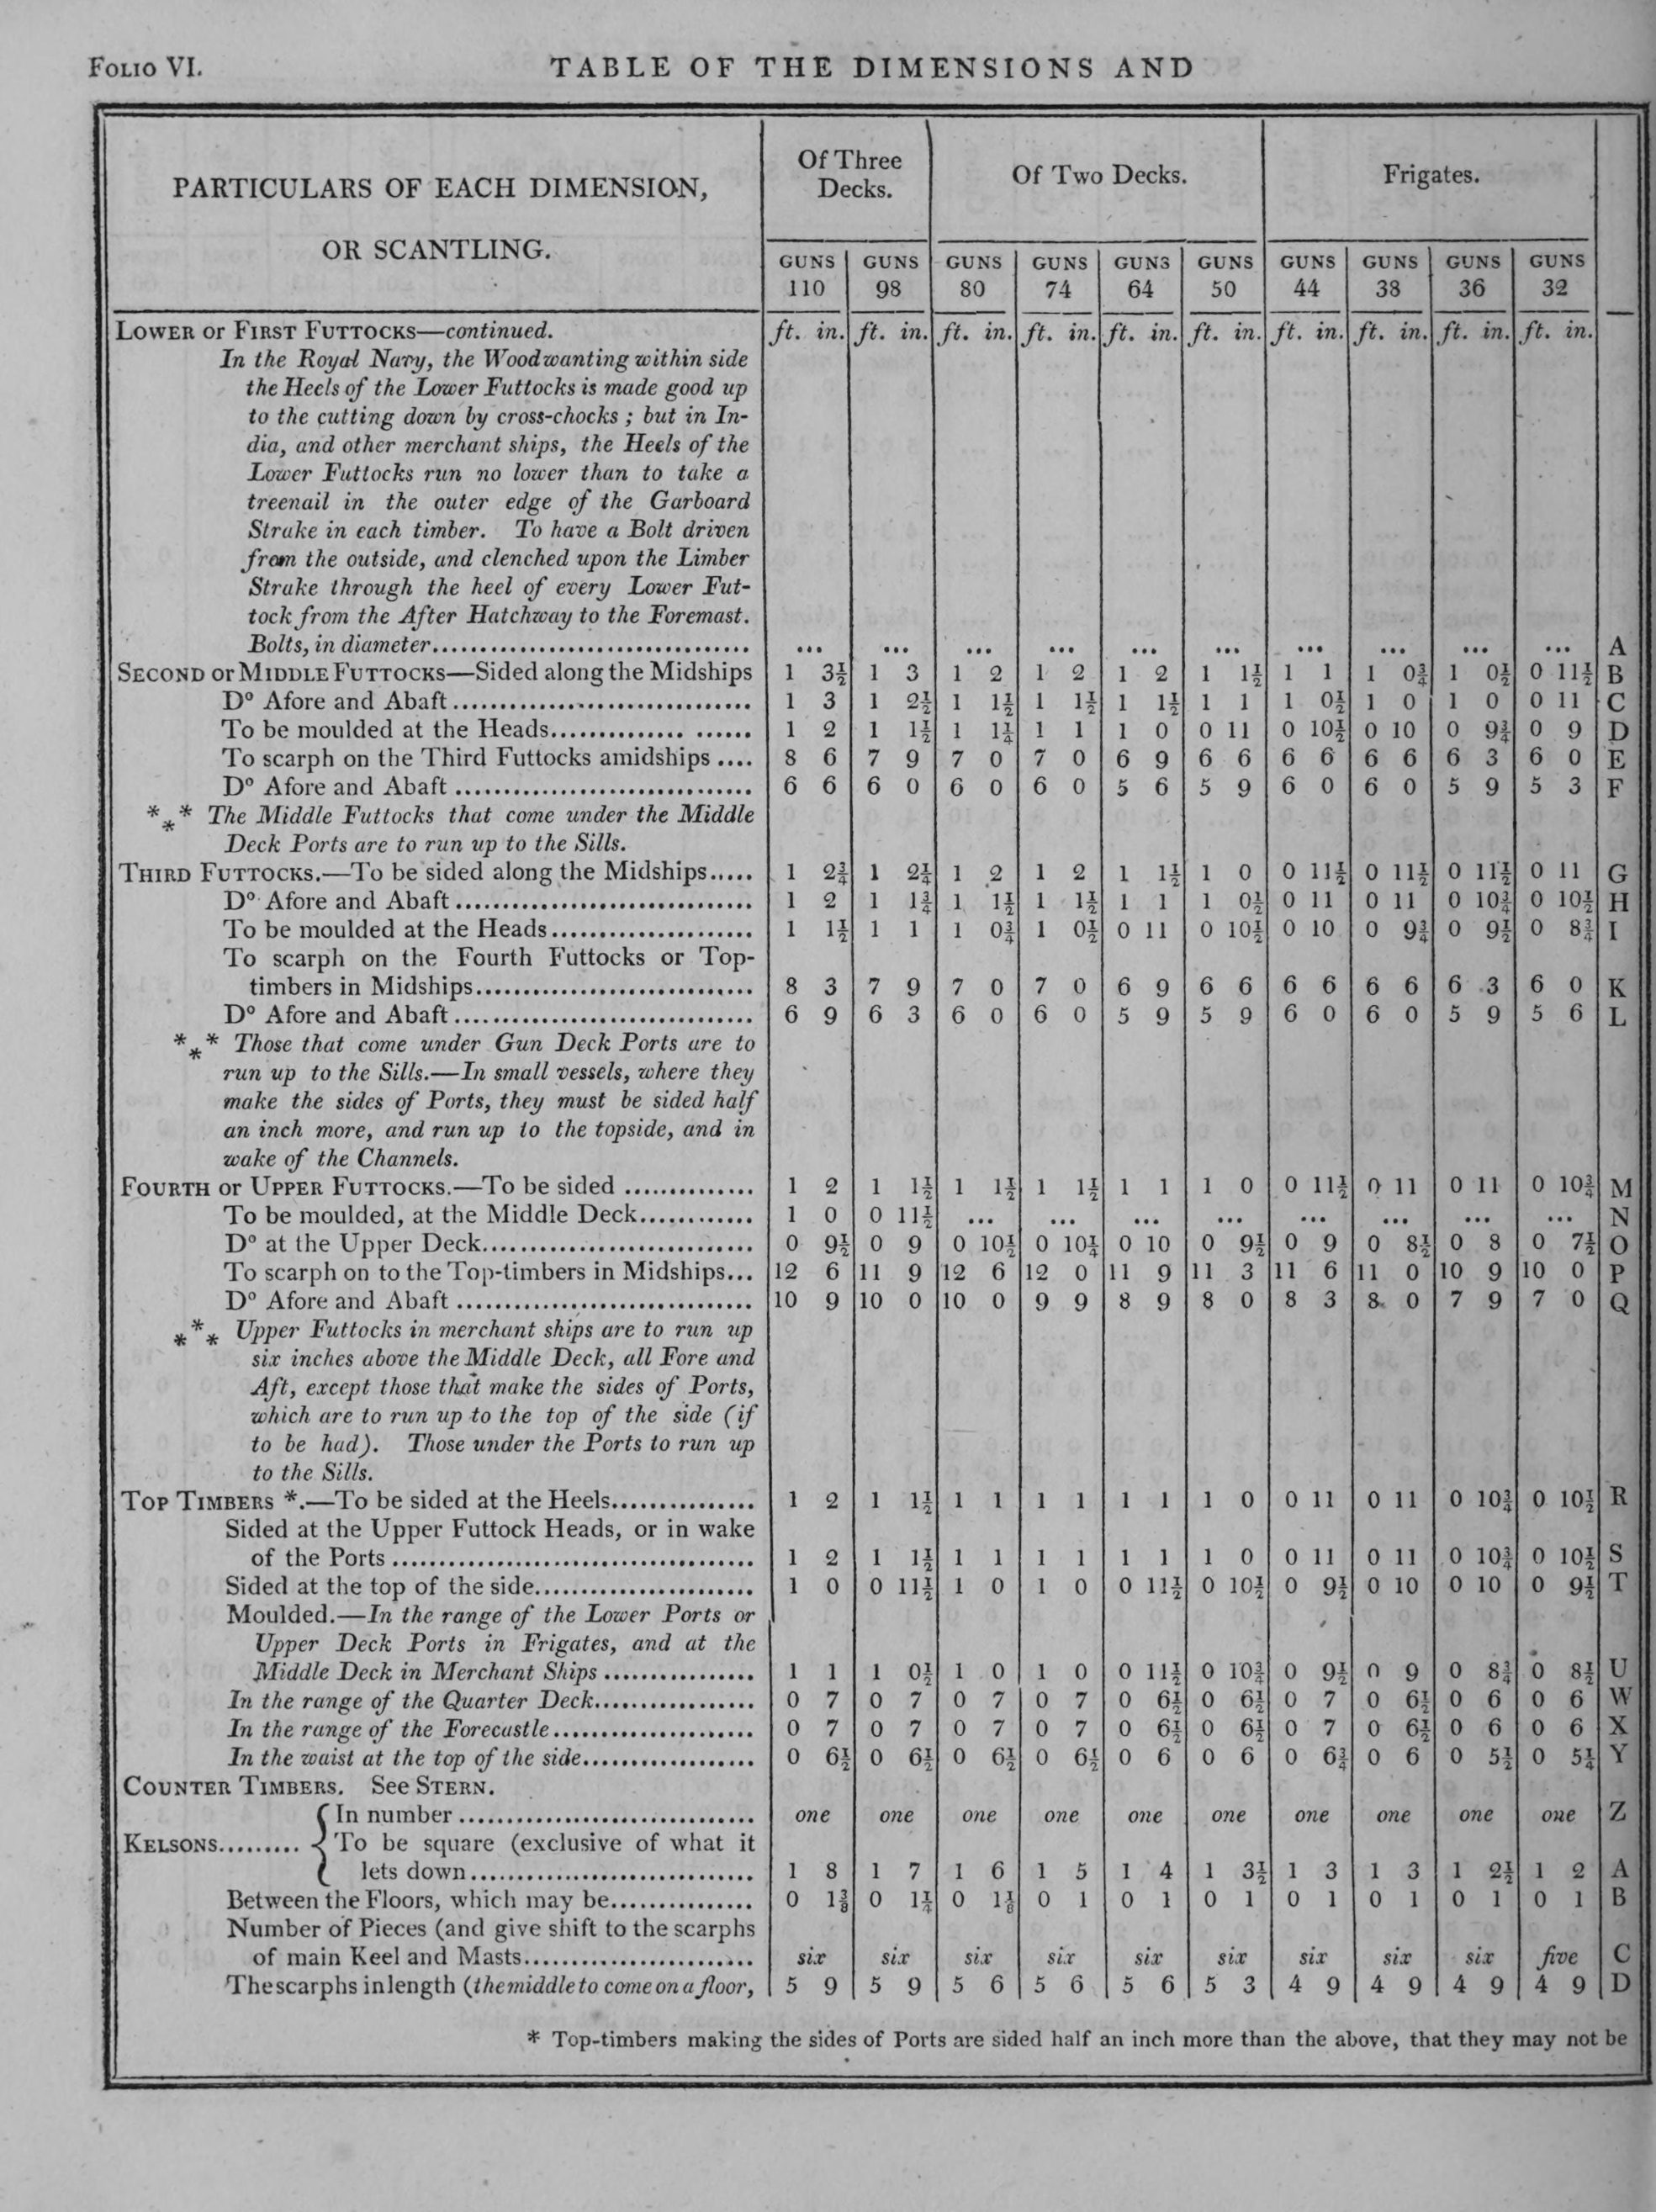 FOLIO VI. TABLE OF THE DIMENSIONS AND
PARTICULARS OF EACH DIMENSION,
OR SCANTLING.
Of Three Decks. Of Two Decks. Frigates.
GUNS GUNS GUNS GUNS GUNS GUNS GUNS GUNS GUNS GUNS
110 98 80 74 64 50 44 38 36 32
LOWER or FIRST FUTTOCKS—continued. ft. in. ft. in. ft. in. ft. in. ft. in. ft. in. ft. in. ft. in. ft. in. ft. in.
In the Royal Navy, the Wood wanting within side
the Heels of the Lower Futtocks is made good up
to the cutting down by cross-chocks ; but in In-
dia, and other merchant ships, the Heels of the
Lower Futtocks run no lower than to take a
treenail in the outer edge of the Garboard
Strake in each timber. To have a Bolt driven
from the outside, and clenched upon the Limber
Strake through the heel of every Lower Fut-
tock from the After Hatchway to the Foremast.
Bolts, in diameter.................................. ... ... ... ... ... ... ... ... ... ... A
SECOND or MIDDLE FUTTOCKS—Sided along the Midships 1 3½ 1 3 1 2 1 2 1 2 1 1½ 1 1 1 0¾ 1 0½ 0 11½ B
Dº Afore and Abaft ................................ 1 3 1 2½ 1 1½ 1 1½ 1 1½ 1 1 1 0½ 1 0 1 0 0 11 C
To be moulded at the Heads.............. ...... 1 2 1 1½ 1 1¼ 1 1 1 0 0 11 0 10½ 0 10 0 9¾ 0 9 D
To scarph on the Third Futtocks amidships .... 8 6 7 9 7 0 7 0 6 9 6 6 6 6 6 6 6 3 6 0 E
Dº Afore and Abaft ................................ 6 6 6 0 6 0 6 0 5 6 5 9 6 0 6 0 5 9 5 3 F
*** The Middle Futtocks that come under the Middle
Deck Ports are to run up to the Sills.
THIRD FUTTOCKS.—To be sided along the Midships..... 1 2¾ 1 2¼ 1 2 1 2 1 1½ 1 0 0 11½ 0 11½ 0 11½ 0 11 G
Dº Afore and Abaft ................................ 1 2 1 1¾ 1 1½ 1 1½ 1 1 1 0½ 0 11 0 11 0 10¾ 0 10½ H
To be moulded at the Heads...................... 1 1½ 1 1 1 0¾ 1 0½ 0 11 0 10½ 0 10 0 9¾ 0 9½ 0 8¾ I
To scarph on the Fourth Futtocks or Top-
timbers in Midships.............................. 8 3 7 9 7 0 7 0 6 9 6 6 6 6 6 6 6 3 6 0 K
Dº Afore and Abaft ................................ 6 9 6 3 6 0 6 0 5 9 5 9 6 0 6 0 5 9 5 6 L
*** Those that come under Gun Deck Ports are to
run up to the Sills.—In small vessels, where they
make the sides of Ports, they must be sided half
an inch more, and run up to the topside, and in
wake of the Channels.
FOURTH or UPPER FUTTOCKS.—To be sided .............. 1 2 1 1½ 1 1½ 1 1½ 1 1 1 0 0 11½ 0 11 0 11 0 10¾ M
To be moulded, at the Middle Deck............ 1 0 0 11½ ... ... ... ... ... ... ... ... N
Dº at the Upper Deck............................. 0 9½ 0 9 0 10½ 0 10¼ 0 10 0 9½ 0 9 0 8½ 0 8 0 7½ O
To scarph on to the Top-timbers in Midships... 12 6 11 9 12 6 12 0 11 9 11 3 11 6 11 0 10 9 10 0 P
Dº Afore and Abaft ................................ 10 9 10 0 10 0 9 9 8 9 8 0 8 3 8 0 7 9 7 0 Q
*** Upper Futtocks in merchant ships are to run up
six inches above the Middle Deck, all Fore and
Aft, except those that make the sides of Ports,
which are to run up to the top of the side (if
to be had). Those under the Ports to run up
to the Sills.
TOP TIMBERS *.—To be sided at the Heels............... 1 2 1 1½ 1 1 1 1 1 1 1 0 0 11 0 11 0 10¾ 0 10½ R
Sided at the Upper Futtock Heads, or in wake
of the Ports ....................................... 1 2 1 1½ 1 1 1 1 1 1 1 0 0 11 0 11 0 10¾ 0 10½ S
Sided at the top of the side........................ 1 0 0 11½ 1 0 1 0 0 11½ 0 10½ 0 9½ 0 10 0 10 0 9½ T
Moulded.—In the range of the Lower Ports or
Upper Deck Ports in Frigates, and at the
Middle Deck in Merchant Ships ................ 1 1 1 0½ 1 0 1 0 0 11½ 0 10¾ 0 9½ 0 9 0 8¾ 0 8½ U
In the range of the Quarter Deck................. 0 7 0 7 0 7 0 7 0 6½ 0 6½ 0 7 0 6½ 0 6 0 6 W
In the range of the Forecastle ..................... 0 7 0 7 0 7 0 7 0 6½ 0 6½ 0 7 0 6½ 0 6 0 6 X
In the waist at the top of the side.................. 0 6½ 0 6½ 0 6½ 0 6½ 0 6 0 6 0 6¾ 0 6 0 5½ 0 5¼ Y
COUNTER TIMBERS. See STERN.
In number ................................ one one one one one one one one one one Z
KELSONS......... To be square (exclusive of what it
lets down.............................. 1 8 1 7 1 6 1 5 1 4 1 3½ 1 3 1 3 1 2½ 1 2 A
Between the Floors, which may be............... 0 1⅜ 0 1¼ 0 1⅛ 0 1 0 1 0 1 0 1 0 1 0 1 0 1 B
Number of Pieces (and give shift to the scarphs
of main Keel and Masts......................... six six six six six six six six six five C
The scarphs in length (the middle to come on a floor, 5 9 5 9 5 6 5 6 5 6 5 3 4 9 4 9 4 9 4 9 D
* Top-timbers making the sides of Ports are sided half an inch more than the above, that they may not be